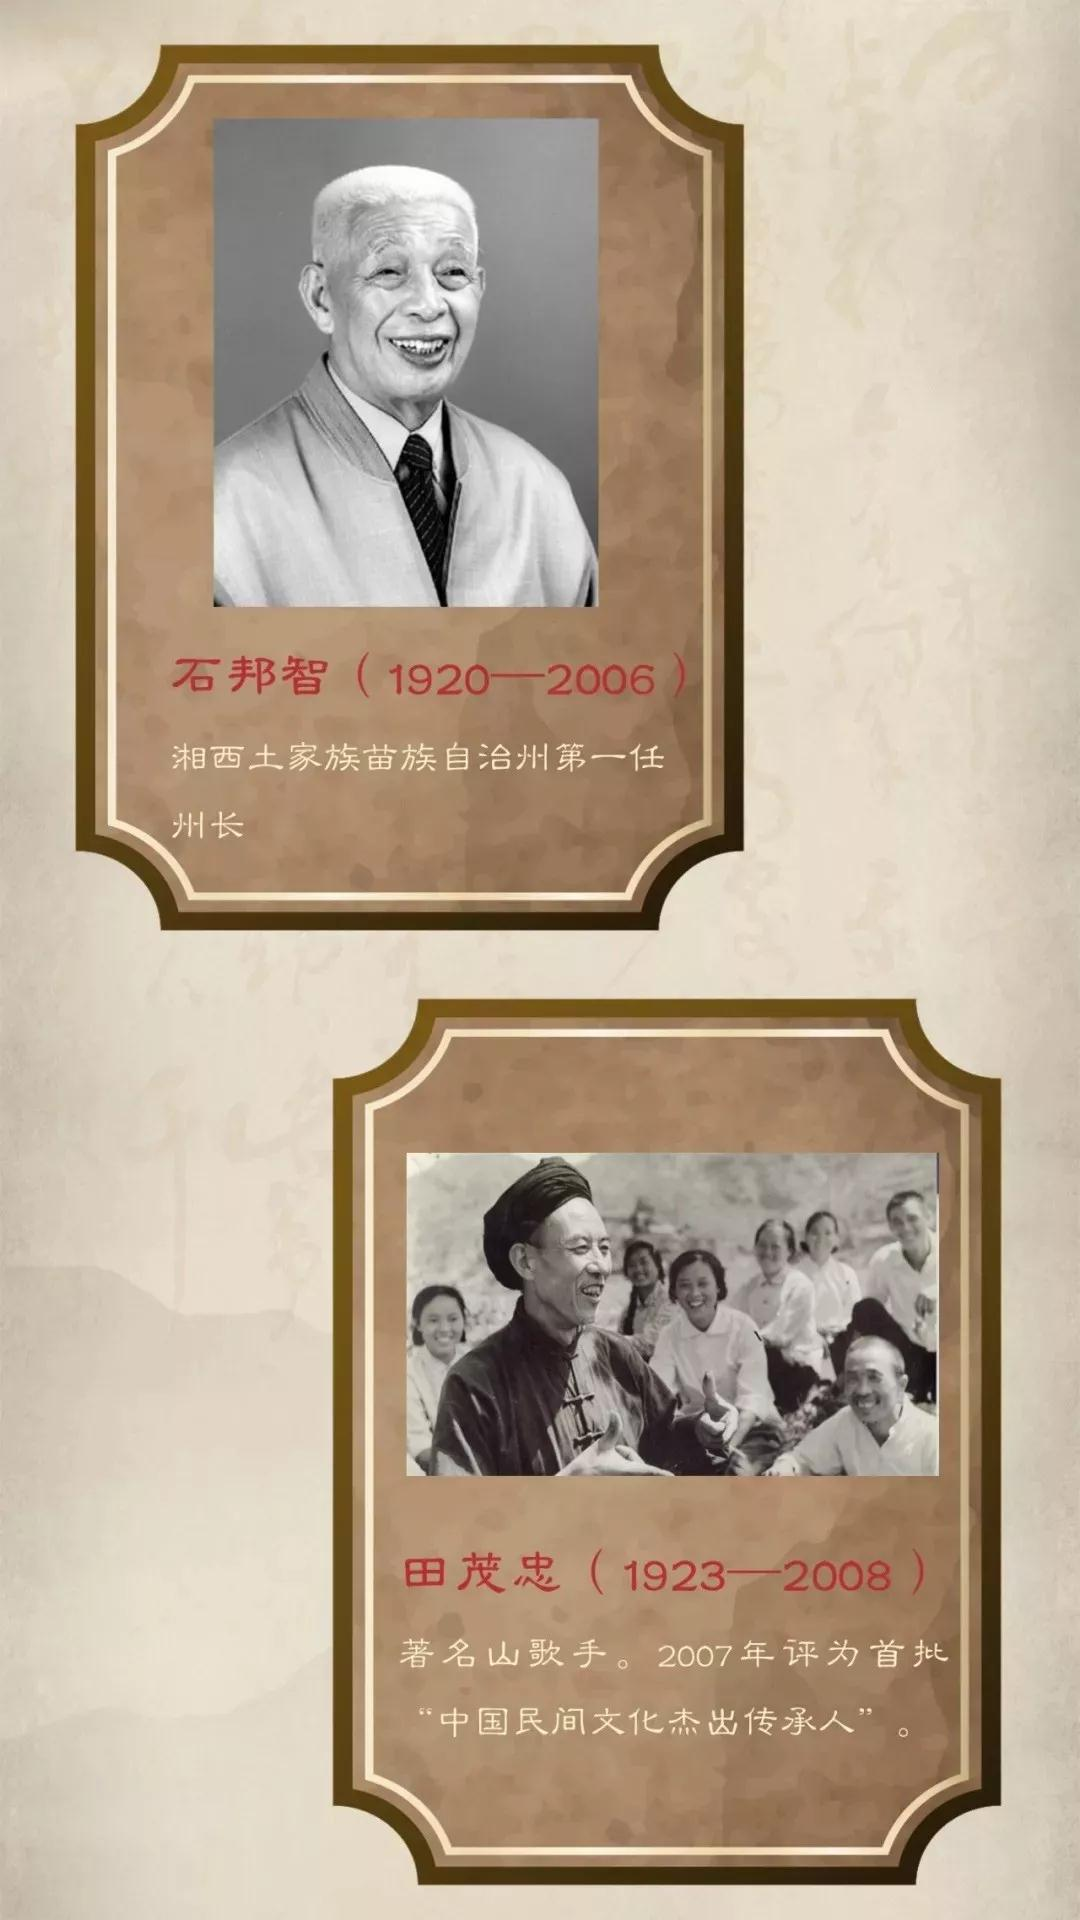 石邦智（1920—2006）
湘西土家族苗族自治州第一任
州长
田茂忠（1923—2008）
著名山歌手。2007年评为首批
“中国民间文化杰出传承人”。